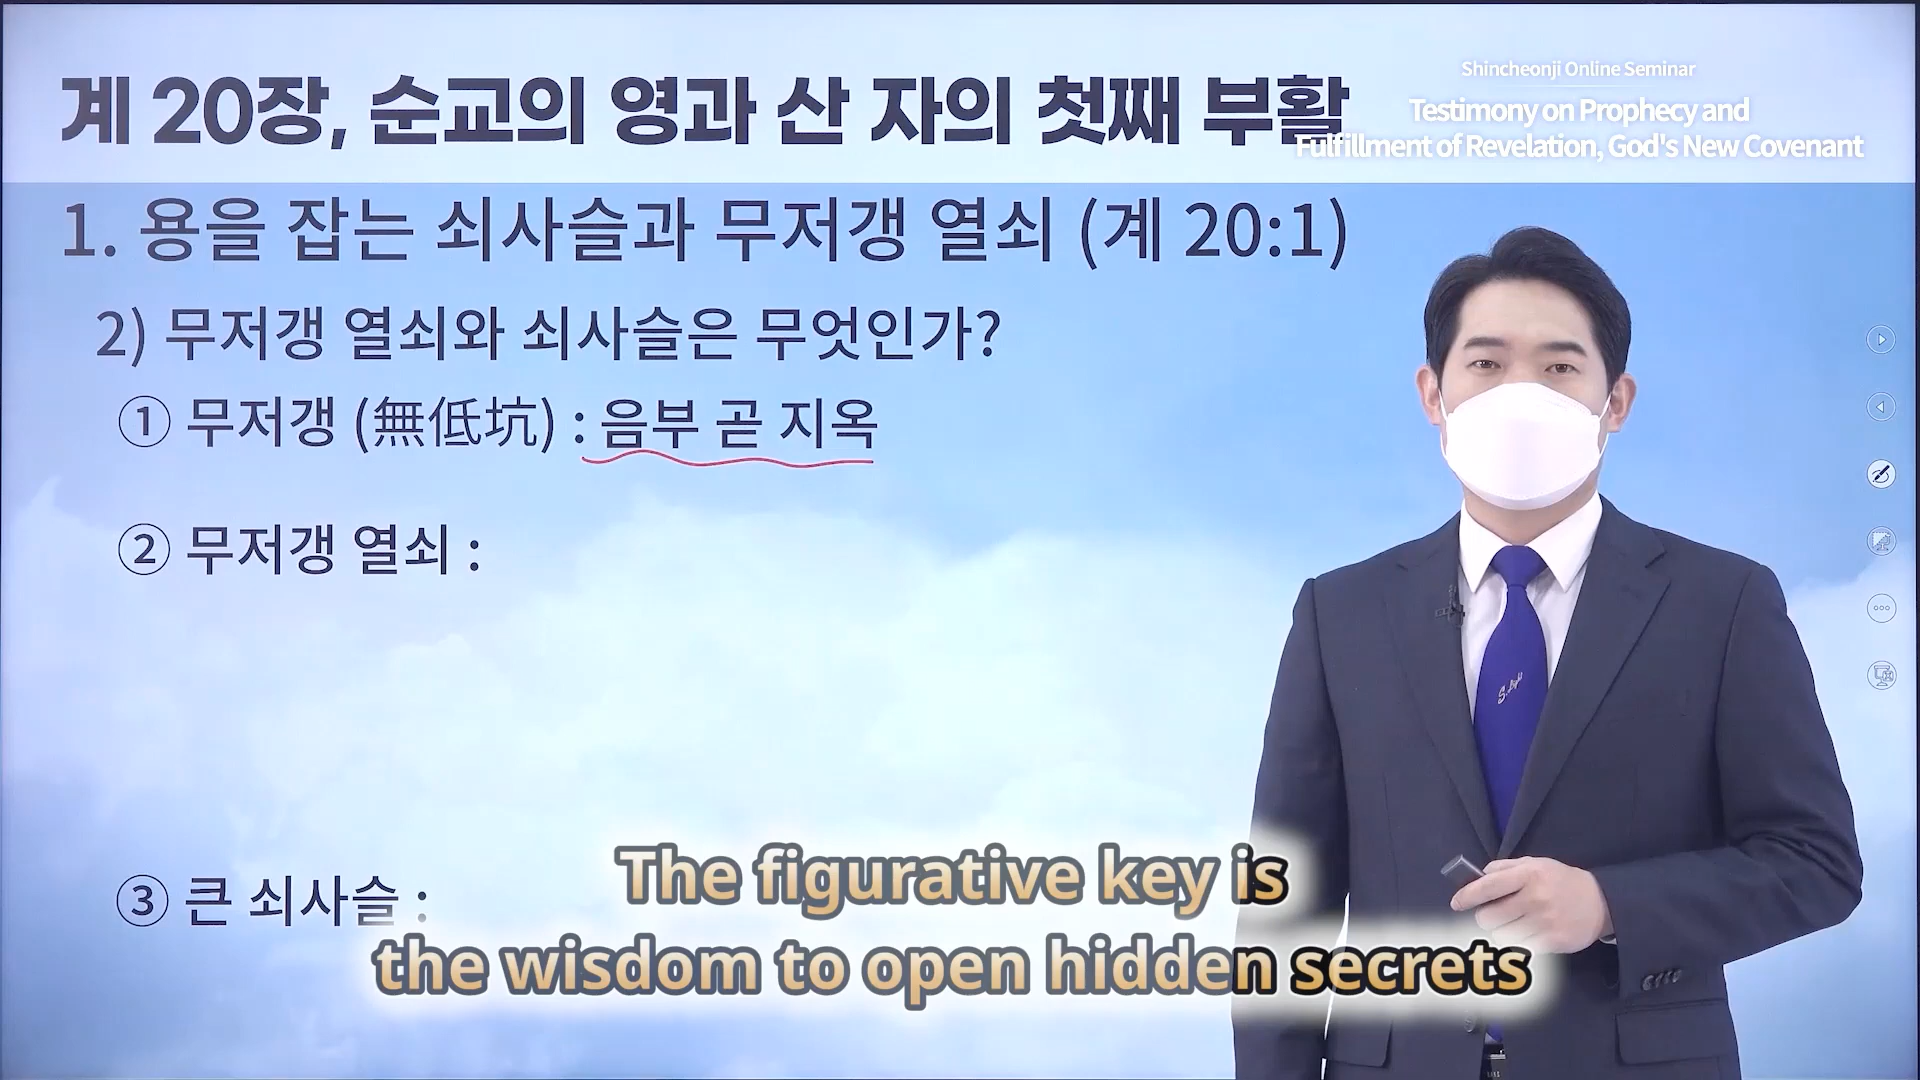 계 20장, 순교의 영과 산 자의 첫째 부활
Shincheonji Online Seminar
Testimony on Prophecy and
Fulfillment of Revelation, God's New Covenant
1. 용을 잡는 쇠사슬과 무저갱 열쇠 (계 20:1)
2) 무저갱 열쇠와 쇠사슬은 무엇인가?
① 무저갱 (無低坑) : 음부 곧 지옥
② 무저갱 열쇠 :
③ 큰 쇠사슬 :
The figurative key is
the wisdom to open hidden secrets